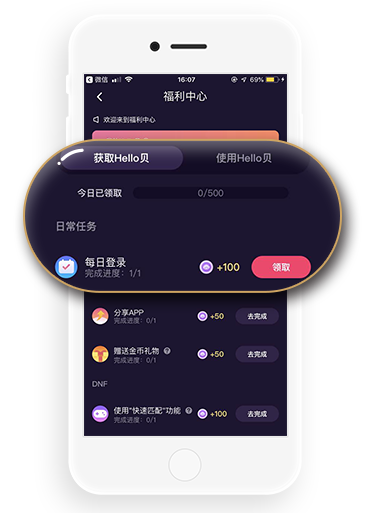 微信
16:07
69%
福利中心
欢迎来到福利中心
获取Hello贝
使用Hello贝
今日已领取
0/500
日常任务
每日登录
完成进度：1/1
+100
领取
分享APP
完成进度：0/1
+50
去完成
赠送金币礼物 ?
完成进度：0/1
+50
去完成
DNF
使用“快速匹配”功能 ?
完成进度：0/1
+100
去完成